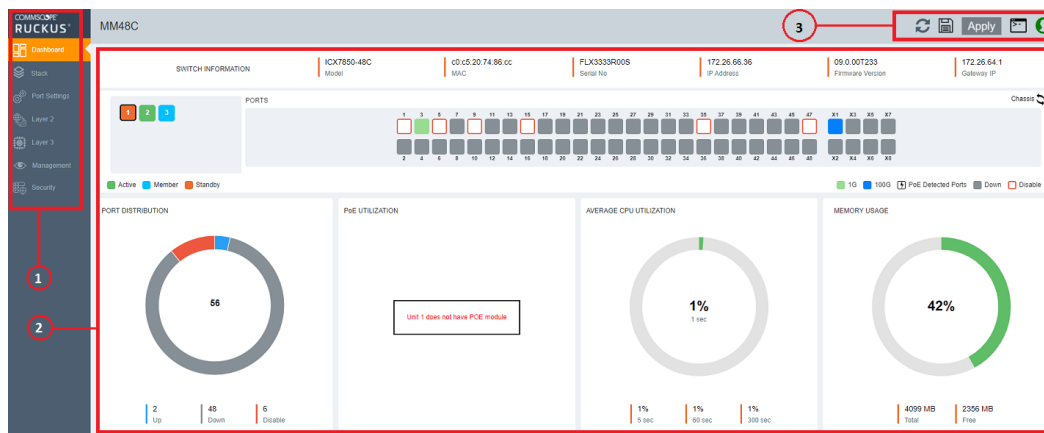 COMMSCOPE
RUCKUS
MM48C
3
Apply
Dashboard
Stack
Port Settings
Layer 2
Layer 3
Management
Security
1
2
SWITCH INFORMATION
ICX7850-48C
Model
c0:c5:20:74:86:cc
MAC
FLX3333R00S
Serial No
172.26.66.36
IP Address
09.0.00T233
Firmware Version
172.26.64.1
Gateway IP
1 2 3
PORTS
Chassis
1 3 5 7 9 11 13 15 17 19 21 23 25 27 29 31 33 35 37 39 41 43 45 47 X1 X3 X5 X7
2 4 6 8 10 12 14 16 18 20 22 24 26 28 30 32 34 36 38 40 42 44 46 48 X2 X4 X6 X8
Active Member Standby
1G 100G PoE Detected Ports Down Disable
PORT DISTRIBUTION
56
2 48 6
Up Down Disable
PoE UTILIZATION
Unit 1 does not have POE module
AVERAGE CPU UTILIZATION
1%
1 sec
1% 1% 1%
5 sec 60 sec 300 sec
MEMORY USAGE
42%
4099 MB 2356 MB
Total Free